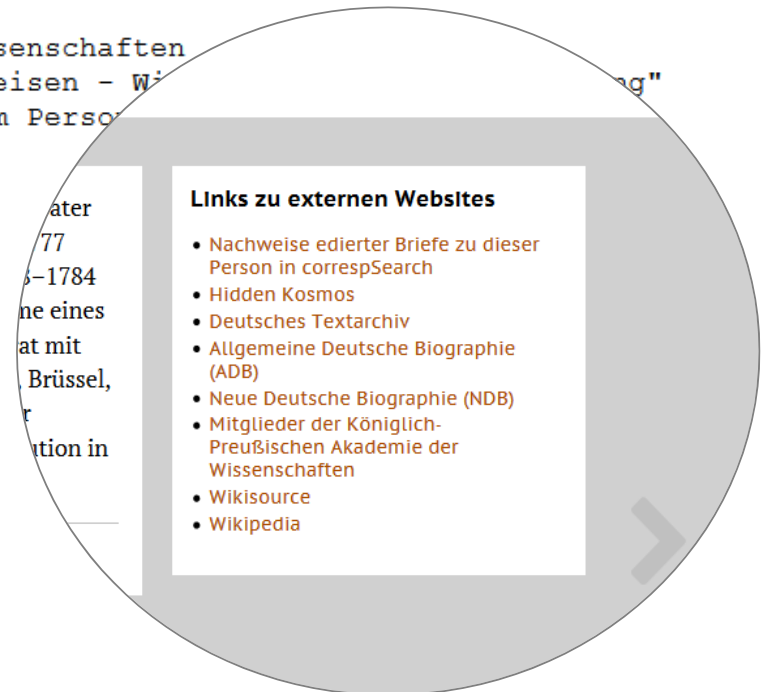 senschaften
eisen – Wi ng"
m Perso
ater
77
–1784
me eines
at mit
, Brüssel,
r
ution in
Links zu externen Websites
• Nachweise edierter Briefe zu dieser
Person in correspSearch
• Hidden Kosmos
• Deutsches Textarchiv
• Allgemeine Deutsche Biographie
(ADB)
• Neue Deutsche Biographie (NDB)
• Mitglieder der Königlich-
Preußischen Akademie der
Wissenschaften
• Wikisource
• Wikipedia